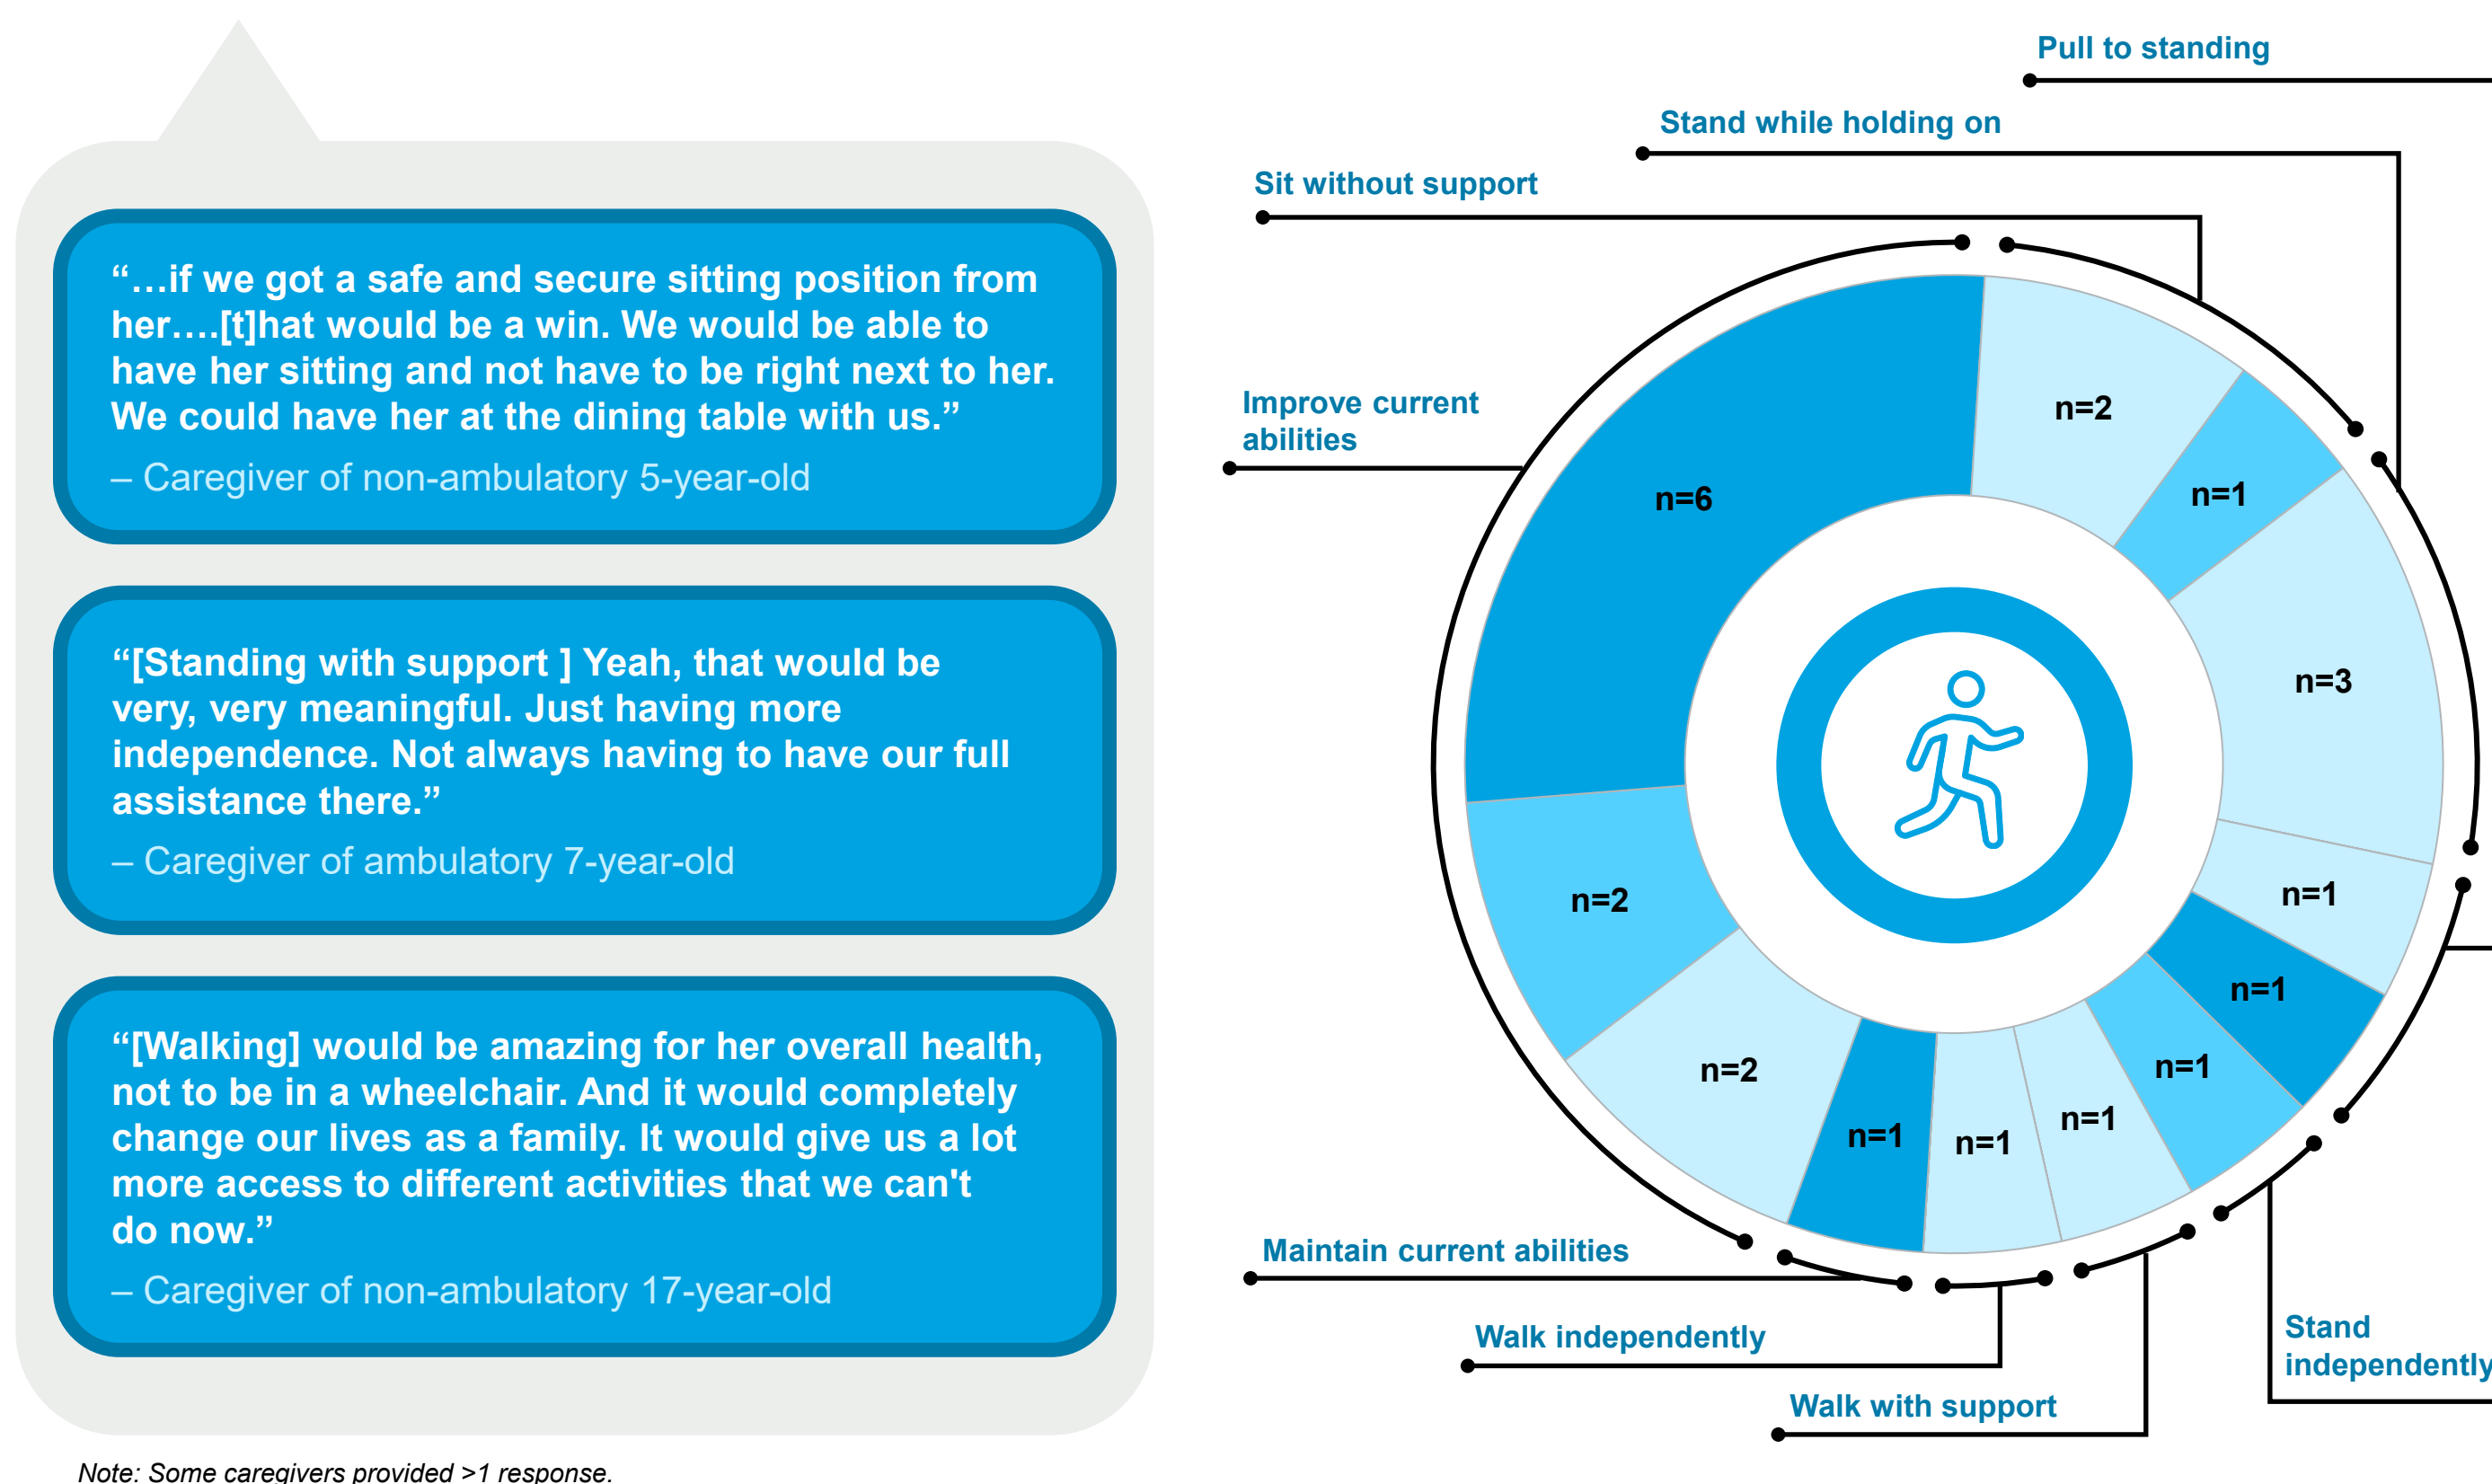 “…if we got a safe and secure sitting position from
her….[t]hat would be a win. We would be able to
have her sitting and not have to be right next to her.
We could have her at the dining table with us.”
– Caregiver of non-ambulatory 5-year-old
“[Standing with support ] Yeah, that would be
very, very meaningful. Just having more
independence. Not always having to have our full
assistance there.”
– Caregiver of ambulatory 7-year-old
“[Walking] would be amazing for her overall health,
not to be in a wheelchair. And it would completely
change our lives as a family. It would give us a lot
more access to different activities that we can't
do now.”
– Caregiver of non-ambulatory 17-year-old
Note: Some caregivers provided >1 response.
Pull to standing
Stand while holding on
Sit without support
Improve current
abilities
n=2
n=1
n=3
n=1
n=1
n=1
n=1
n=1
n=1
n=2
n=2
n=6
Maintain current abilities
Walk independently
Walk with support
Stand
independently